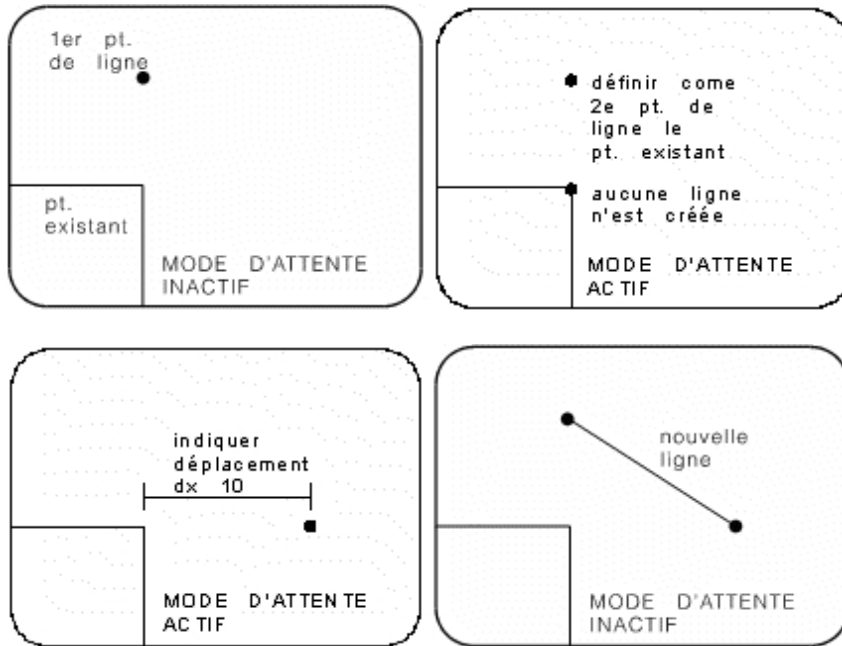 1er pt.
de ligne
pt.
existant
MODE D'ATTENTE
INACTIF
définir come
2e pt. de
ligne le
pt. existant
aucune ligne
n'est créée
MODE D'ATTENTE
ACTIF
indiquer
déplacement
dx 10
MODE D'ATTENTE
ACTIF
nouvelle
ligne
MODE D'ATTENTE
INACTIF